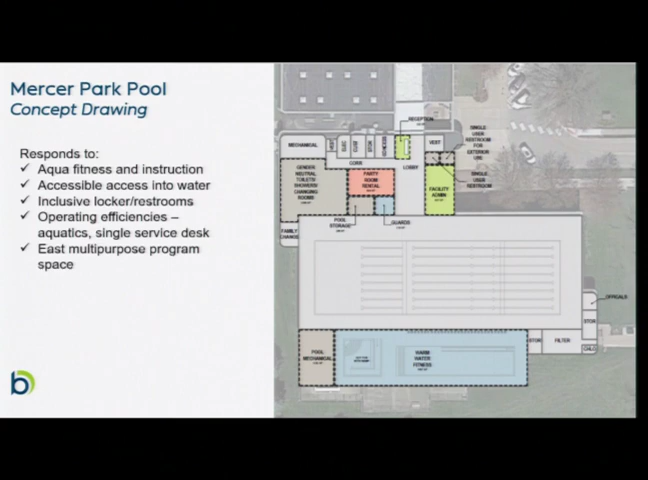 Mercer Park Pool
Concept Drawing
Responds to:
✓ Aqua fitness and instruction
✓ Accessible access into water
✓ Inclusive locker/restrooms
✓ Operating efficiencies –
aquatics, single service desk
✓ East multipurpose program
space
b
RECEPTION
MECHANICAL
ELEC
STOR
VEST
SINGLE
USER
RESTROOM
FOR
EXTERIOR
USE
CORR
LOBBY
GENDER
NEUTRAL
TOILETS/
SHOWERS/
CHANGING
ROOMS
PARTY
ROOM
RENTAL
FACILITY
ADMIN
SINGLE
USER
RESTROOM
POOL
STORAGE
GUARDS
FAMILY
CHANGE
OFFICIALS
STOR
POOL
MECHANICAL
WARM
WATER
FITNESS
STOR
FILTER